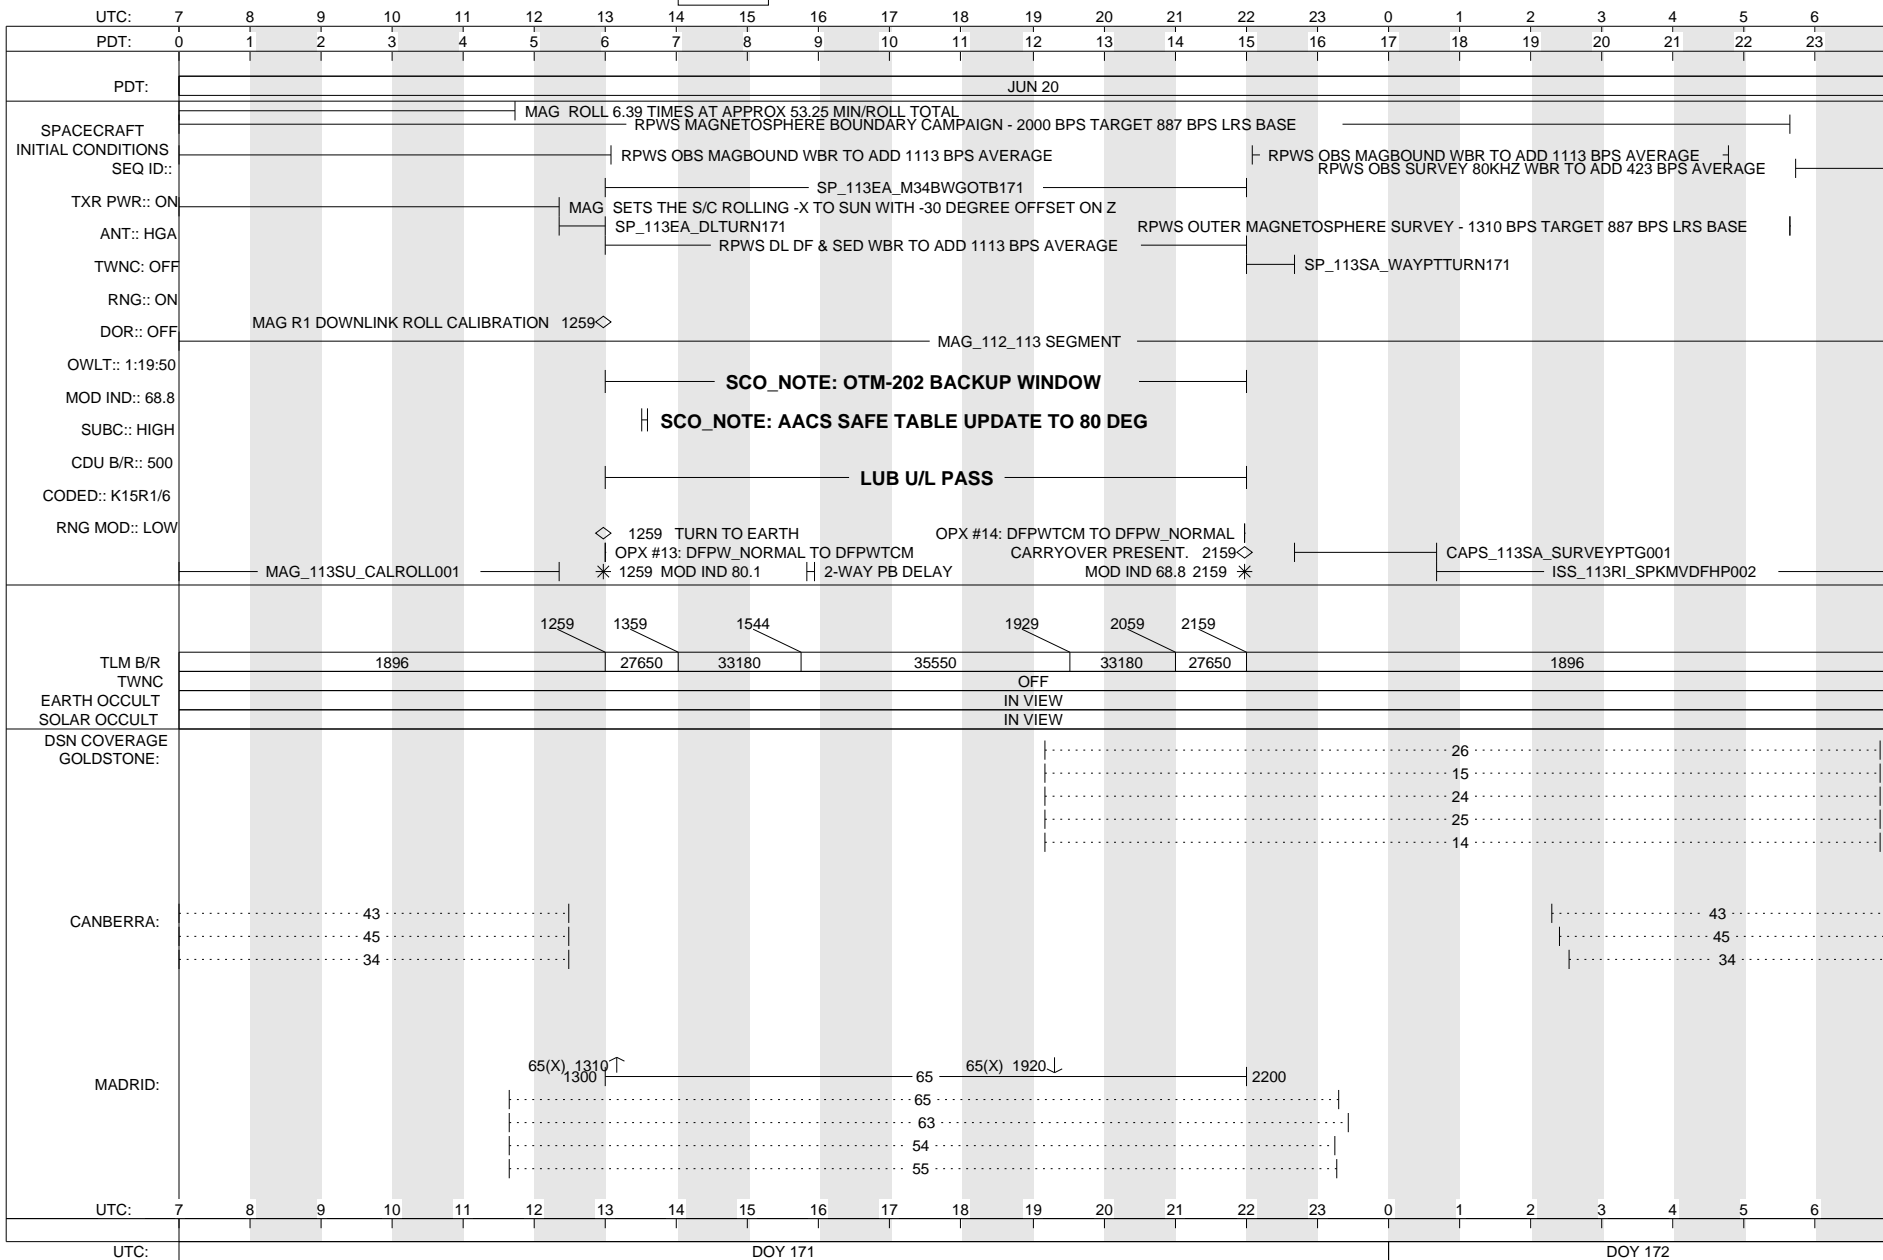 UTC: 7 8 9 10 11 12 13 14 15 16 17 18 19 20 21 22 23 0 1 2 3 4 5 6
PDT: 0 1 2 3 4 5 6 7 8 9 10 11 12 13 14 15 16 17 18 19 20 21 22 23
PDT: JUN 20
MAG ROLL 6.39 TIMES AT APPROX 53.25 MIN/ROLL TOTAL
RPWS MAGNETOSPHERE BOUNDARY CAMPAIGN - 2000 BPS TARGET 887 BPS LRS BASE
SPACECRAFT
INITIAL CONDITIONS
RPWS OBS MAGBOUND WBR TO ADD 1113 BPS AVERAGE
RPWS OBS MAGBOUND WBR TO ADD 1113 BPS AVERAGE
SEQ ID::
RPWS OBS SURVEY 80KHZ WBR TO ADD 423 BPS AVERAGE
SP_113EA_M34BWGOTB171
TXR PWR:: ON
MAG SETS THE S/C ROLLING -X TO SUN WITH -30 DEGREE OFFSET ON Z
SP_113EA_DLTURN171
RPWS OUTER MAGNETOSPHERE SURVEY - 1310 BPS TARGET 887 BPS LRS BASE
ANT:: HGA
RPWS DL DF & SED WBR TO ADD 1113 BPS AVERAGE
TWNC: OFF
SP_113SA_WAYPTTURN171
RNG:: ON
MAG R1 DOWNLINK ROLL CALIBRATION 1259
DOR:: OFF
MAG_112_113 SEGMENT
OWLT:: 1:19:50
SCO_NOTE: OTM-202 BACKUP WINDOW
MOD IND:: 68.8
SCO_NOTE: AACS SAFE TABLE UPDATE TO 80 DEG
SUBC:: HIGH
CDU B/R:: 500
LUB U/L PASS
CODED:: K15R1/6
RNG MOD:: LOW
1259 TURN TO EARTH
OPX #14: DFPWTCM TO DFPW_NORMAL
OPX #13: DFPW_NORMAL TO DFPWTCM
CARRYOVER PRESENT. 2159
CAPS_113SA_SURVEYPTG001
MAG_113SU_CALROLL001
1259 MOD IND 80.1
2-WAY PB DELAY
MOD IND 68.8 2159
ISS_113RI_SPKMVDFHP002
1259 1359 1544 1929 2059 2159
TLM B/R 1896 27650 33180 35550 33180 27650 1896
TWNC OFF
EARTH OCCULT IN VIEW
SOLAR OCCULT IN VIEW
DSN COVERAGE
GOLDSTONE:
26
15
24
25
14
CANBERRA:
43 43
45 45
34 34
MADRID:
65(X) 1310 65(X) 1920
1300 65 2200
65
63
54
55
UTC: 7 8 9 10 11 12 13 14 15 16 17 18 19 20 21 22 23 0 1 2 3 4 5 6
UTC: DOY 171 DOY 172